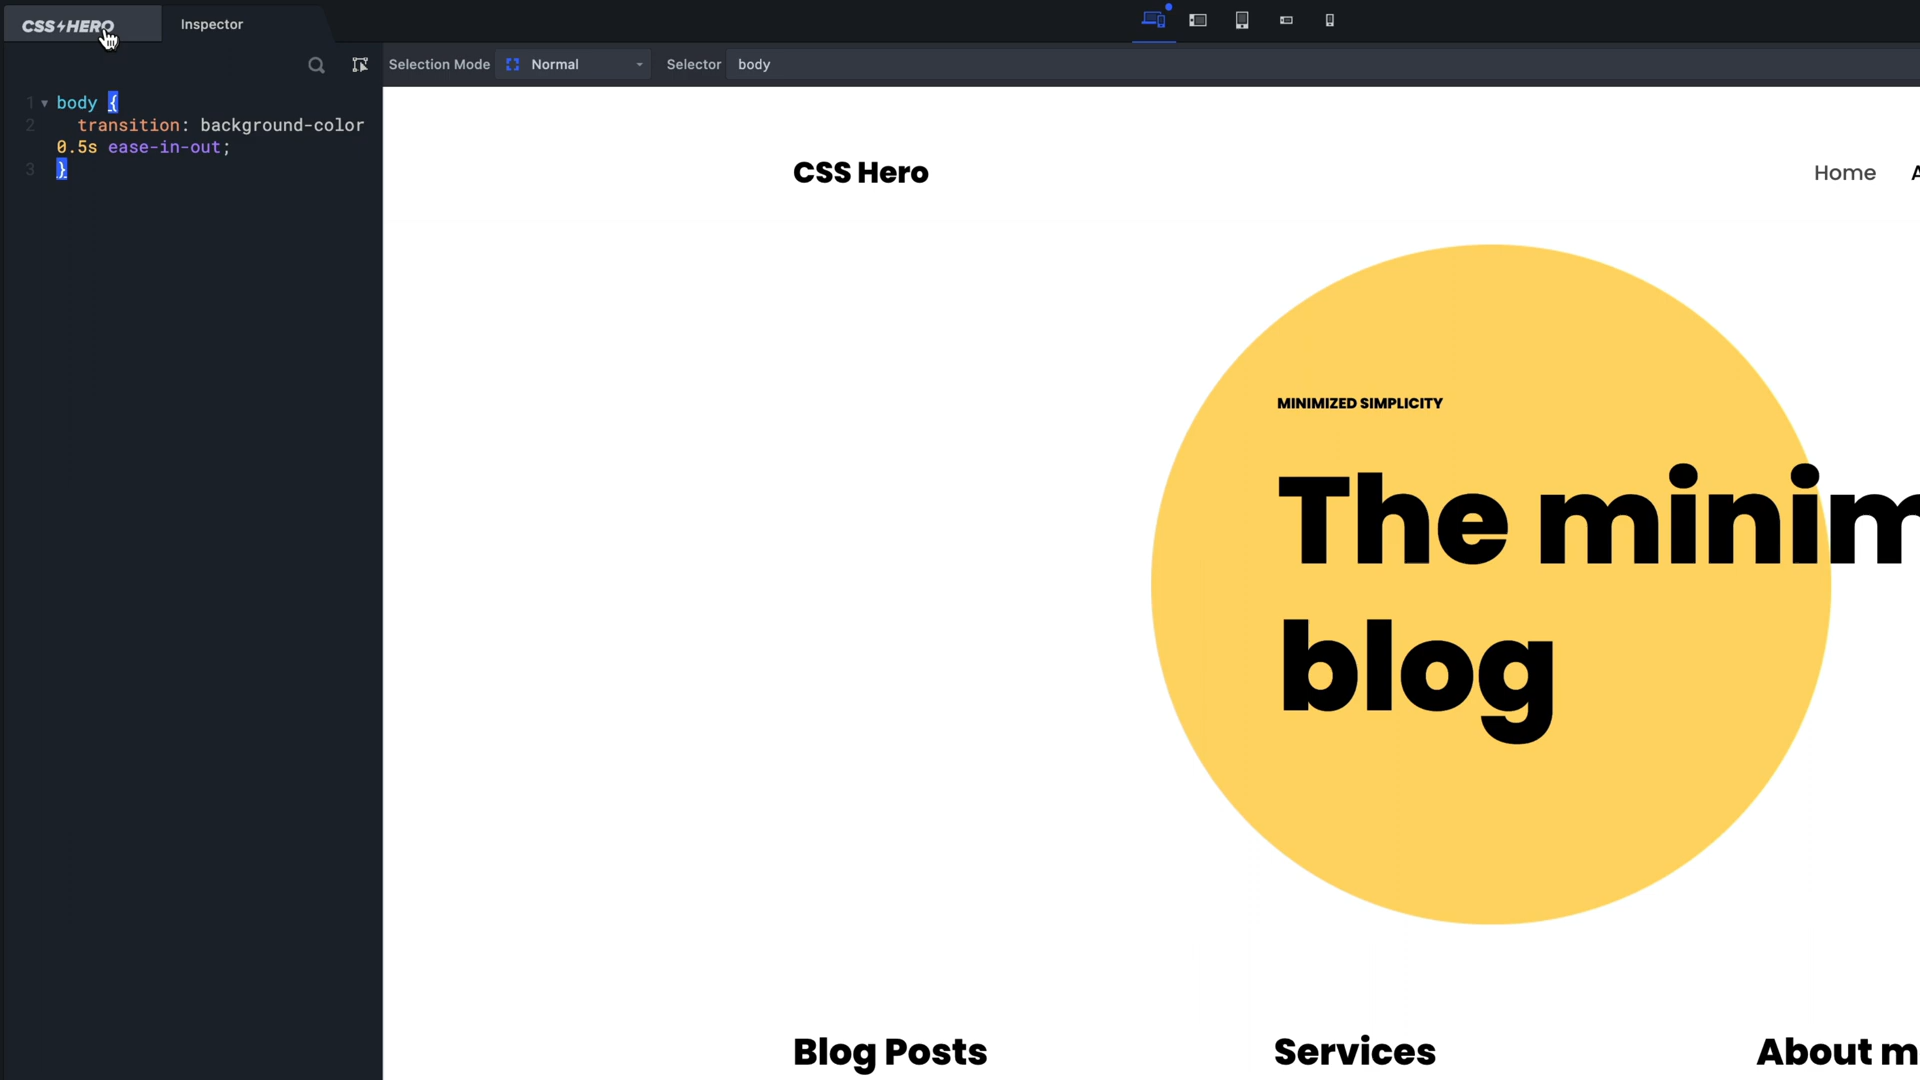 CSS HERO Inspector
Selection Mode Normal Selector body
1 body {
2 transition: background-color
0.5s ease-in-out;
3 }
CSS Hero Home A
MINIMIZED SIMPLICITY
The minim
blog
Blog Posts Services About m